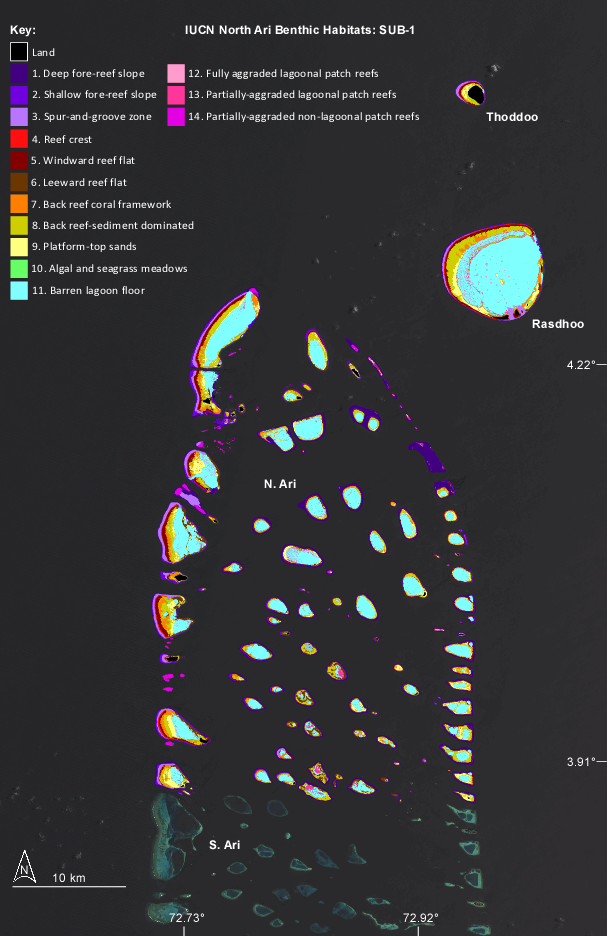 Key:
IUCN North Ari Benthic Habitats: SUB-1
Land
1. Deep fore-reef slope
2. Shallow fore-reef slope
3. Spur-and-groove zone
4. Reef crest
5. Windward reef flat
6. Leeward reef flat
7. Back reef coral framework
8. Back reef-sediment dominated
9. Platform-top sands
10. Algal and seagrass meadows
11. Barren lagoon floor
12. Fully aggraded lagoonal patch reefs
13. Partially-aggraded lagoonal patch reefs
14. Partially-aggraded non-lagoonal patch reefs
Thoddoo
Rasdhoo
4.22°
N. Ari
3.91°
S. Ari
N
10 km
72.73°
72.92°